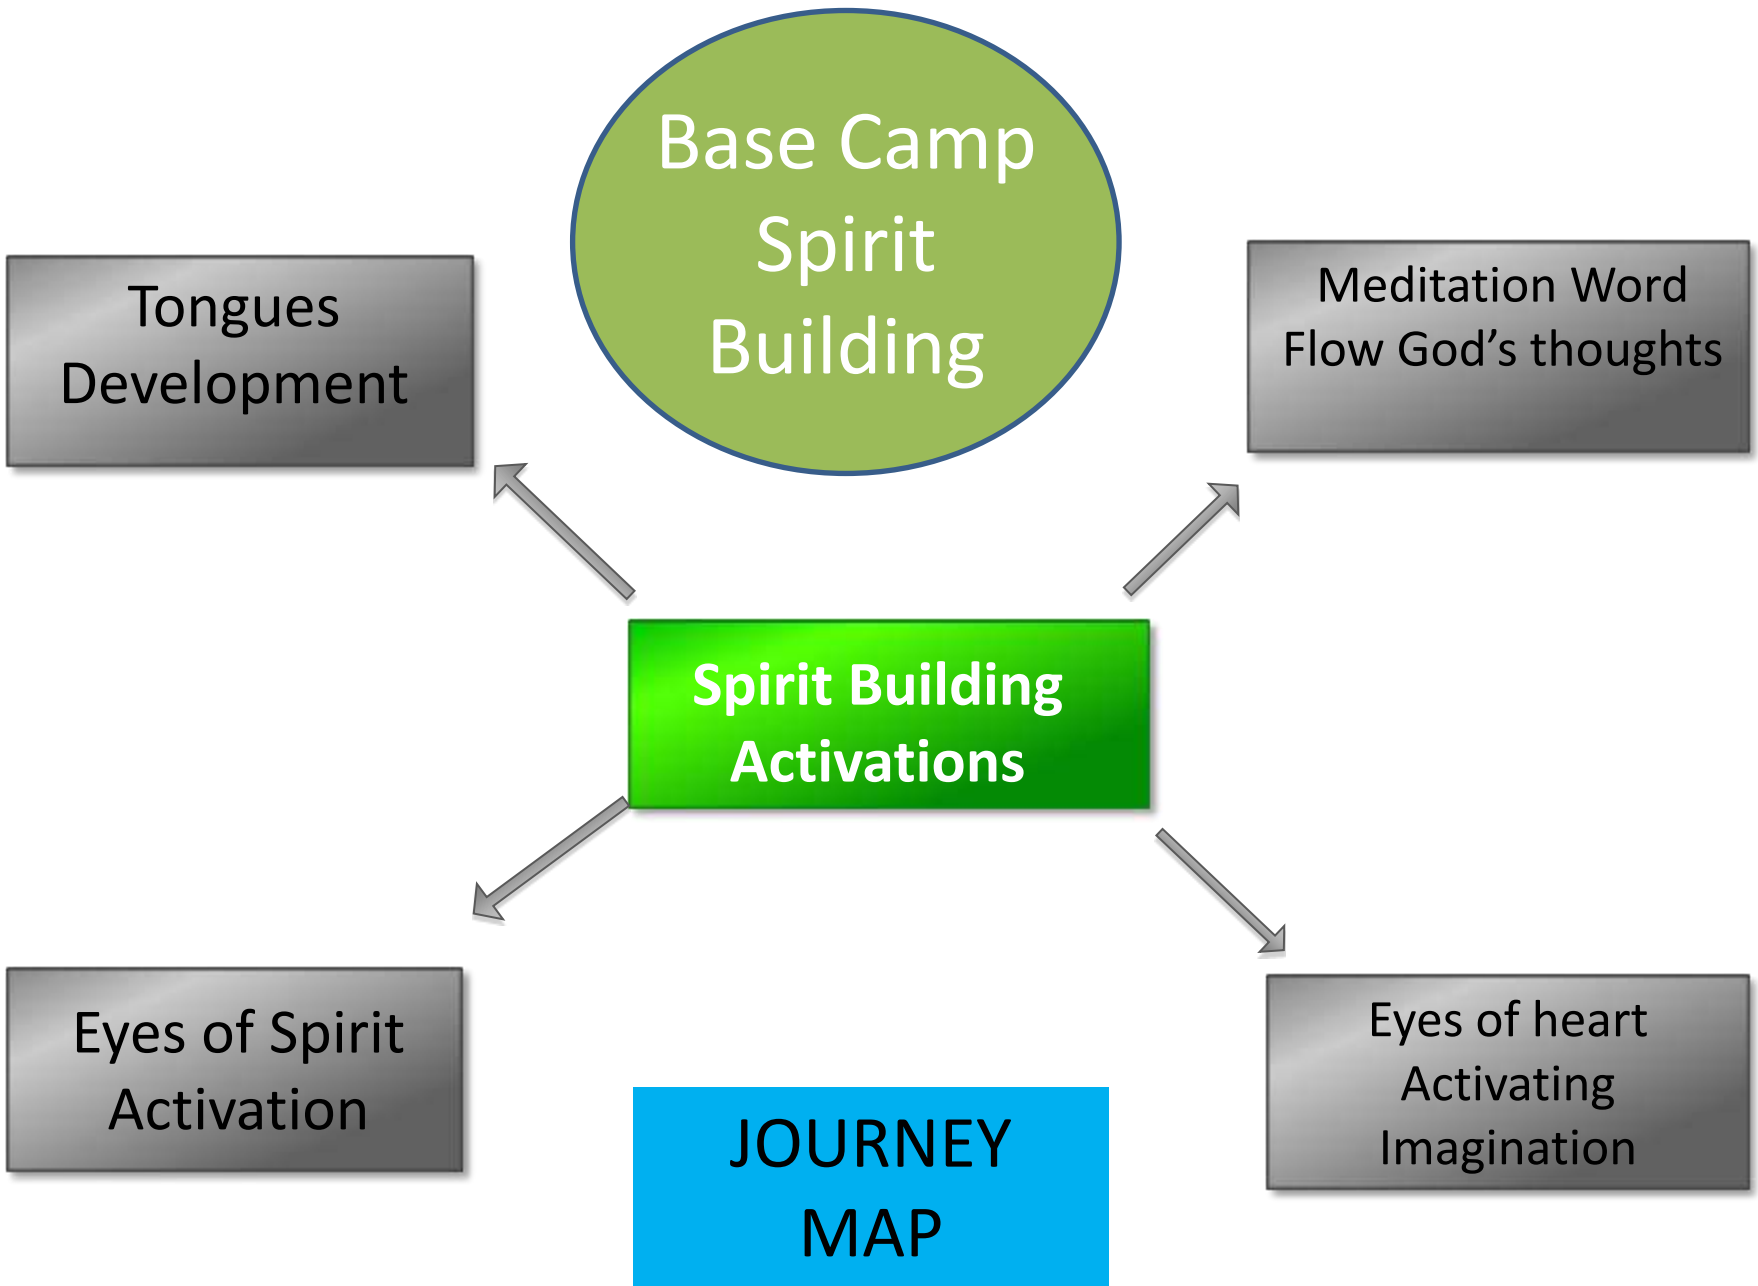 Base Camp
Spirit
Building
Tongues
Development
Meditation Word
Flow God’s thoughts
Spirit Building
Activations
Eyes of Spirit
Activation
Eyes of heart
Activating
Imagination
JOURNEY
MAP